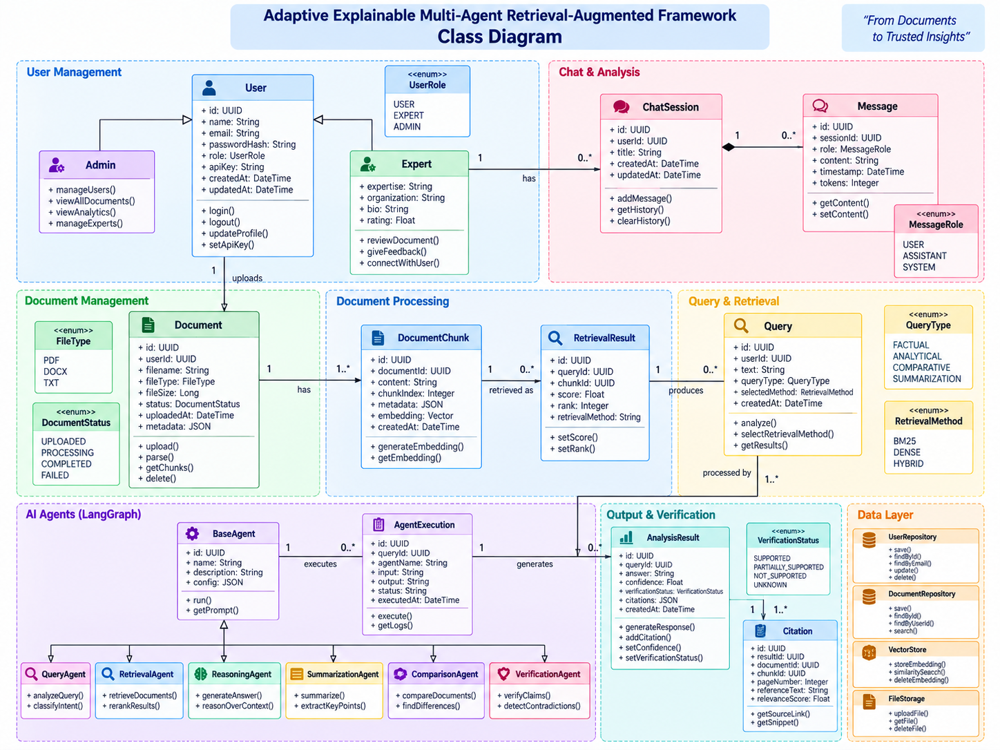 Adaptive Explainable Multi-Agent Retrieval-Augmented Framework
Class Diagram
“From Documents
to Trusted Insights”
User Management
User
+ id: UUID
+ name: String
+ email: String
+ passwordHash: String
+ role: UserRole
+ apiKey: String
+ createdAt: DateTime
+ updatedAt: DateTime
+ login()
+ logout()
+ updateProfile()
+ setApiKey()
<<enum>>
UserRole
USER
EXPERT
ADMIN
Admin
+ manageUsers()
+ viewAllDocuments()
+ viewAnalytics()
+ manageExperts()
Expert
+ expertise: String
+ organization: String
+ bio: String
+ rating: Float
+ reviewDocument()
+ giveFeedback()
+ connectWithUser()
1
0..*
has
1
uploads
Chat & Analysis
ChatSession
+ id: UUID
+ userId: UUID
+ title: String
+ createdAt: DateTime
+ updatedAt: DateTime
+ addMessage()
+ getHistory()
+ clearHistory()
1
0..*
Message
+ id: UUID
+ sessionId: UUID
+ role: MessageRole
+ content: String
+ timestamp: DateTime
+ tokens: Integer
+ getContent()
+ setContent()
<<enum>>
MessageRole
USER
ASSISTANT
SYSTEM
Document Management
<<enum>>
FileType
PDF
DOCX
TXT
<<enum>>
DocumentStatus
UPLOADED
PROCESSING
COMPLETED
FAILED
Document
+ id: UUID
+ userId: UUID
+ filename: String
+ fileType: FileType
+ fileSize: Long
+ status: DocumentStatus
+ uploadedAt: DateTime
+ metadata: JSON
+ upload()
+ parse()
+ getChunks()
+ delete()
1
1..*
has
Document Processing
DocumentChunk
+ id: UUID
+ documentId: UUID
+ content: String
+ chunkIndex: Integer
+ metadata: JSON
+ embedding: Vector
+ createdAt: DateTime
+ generateEmbedding()
+ getEmbedding()
1
0..*
retrieved as
RetrievalResult
+ id: UUID
+ queryId: UUID
+ chunkId: UUID
+ score: Float
+ rank: Integer
+ retrievalMethod: String
+ setScore()
+ setRank()
1
0..*
produces
Query & Retrieval
Query
+ id: UUID
+ userId: UUID
+ text: String
+ queryType: QueryType
+ selectedMethod: RetrievalMethod
+ createdAt: DateTime
+ analyze()
+ selectRetrievalMethod()
+ getResults()
<<enum>>
QueryType
FACTUAL
ANALYTICAL
COMPARATIVE
SUMMARIZATION
<<enum>>
RetrievalMethod
BM25
DENSE
HYBRID
processed by
1..*
AI Agents (LangGraph)
BaseAgent
+ id: UUID
+ name: String
+ description: String
+ config: JSON
+ run()
+ getPrompt()
1
0..*
executes
AgentExecution
+ id: UUID
+ queryId: UUID
+ agentName: String
+ input: String
+ output: String
+ status: String
+ executedAt: DateTime
+ execute()
+ getLogs()
1
0..*
generates
QueryAgent
+ analyzeQuery()
+ classifyIntent()
RetrievalAgent
+ retrieveDocuments()
+ rerankResults()
ReasoningAgent
+ generateAnswer()
+ reasonOverContext()
SummarizationAgent
+ summarize()
+ extractKeyPoints()
ComparisonAgent
+ compareDocuments()
+ findDifferences()
VerificationAgent
+ verifyClaims()
+ detectContradictions()
Output & Verification
AnalysisResult
+ id: UUID
+ queryId: UUID
+ answer: String
+ confidence: Float
+ verificationStatus: VerificationStatus
+ citations: JSON
+ createdAt: DateTime
+ generateResponse()
+ addCitation()
+ setConfidence()
+ setVerificationStatus()
<<enum>>
VerificationStatus
SUPPORTED
PARTIAILLY_SUPPORTED
NOT_SUPPORTED
UNKNOWN
1
1..*
Citation
+ id: UUID
+ resultId: UUID
+ documentId: UUID
+ chunkId: UUID
+ pageNumber: Integer
+ referenceText: String
+ relevanceScore: Float
+ getSourceLink()
+ getSnippet()
Data Layer
UserRepository
+ save()
+ findById()
+ findByEmail()
+ update()
+ delete()
DocumentRepository
+ save()
+ findById()
+ findByUserId()
+ search()
VectorStore
+ storeEmbedding()
+ similaritySeacch()
+ deleteEmbedding()
FileStorage
+ uploadFile()
+ getFile()
+ deleteFile()